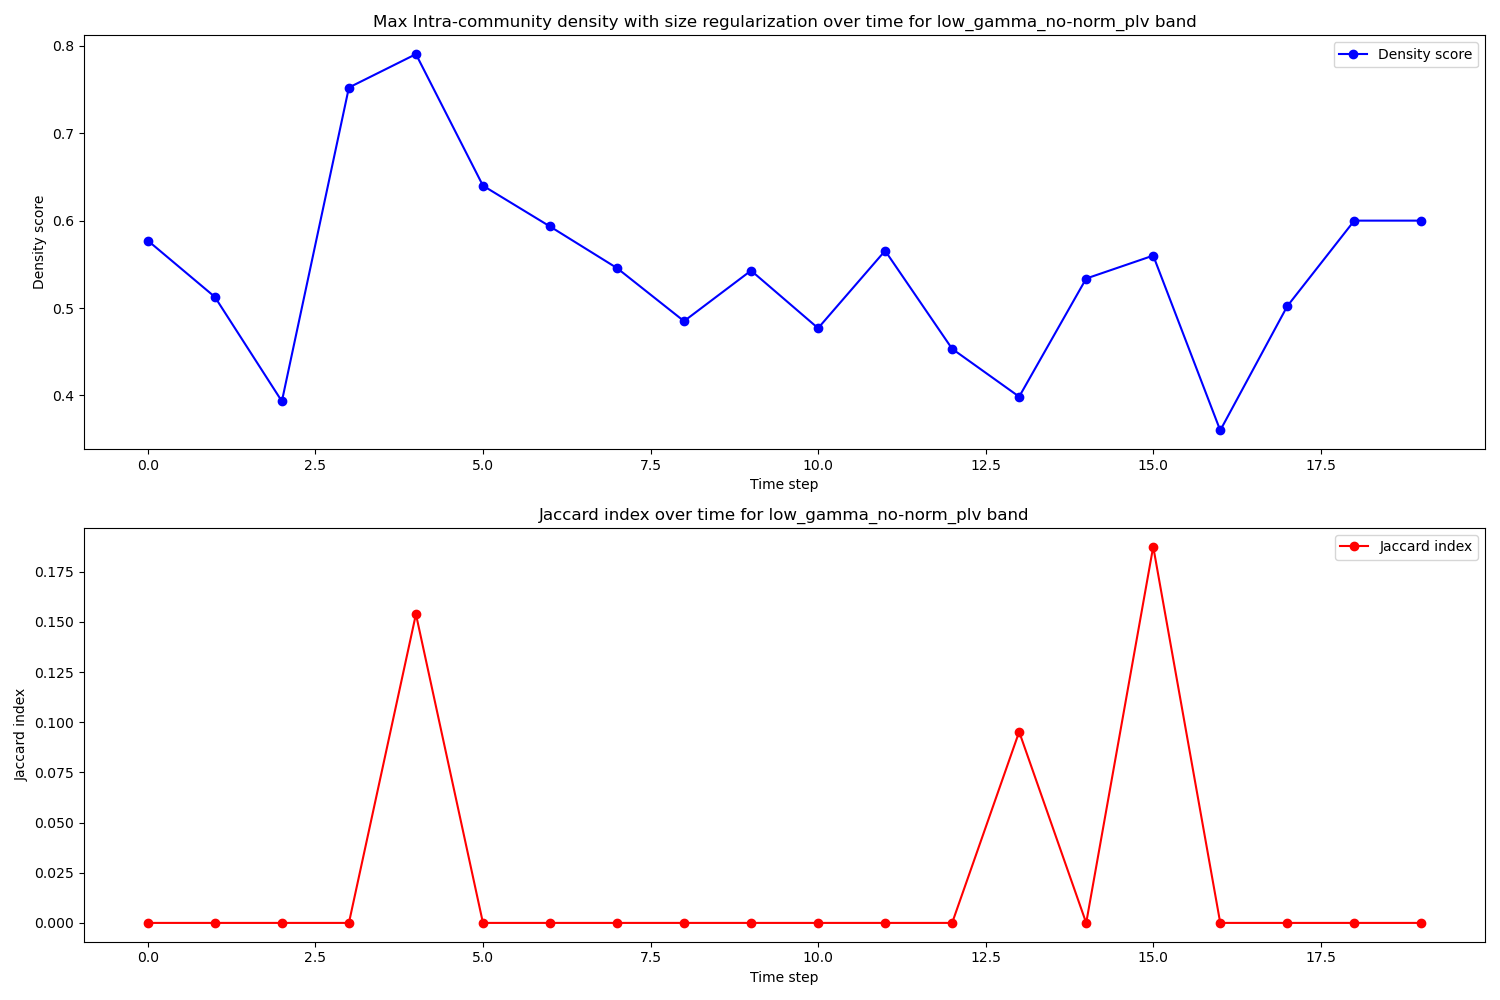 Max Intra-community density with size regularization over time for low_gamma_no-norm_plv band
Density score
0.8
0.7
0.6
0.5
0.4
Density score
0.0 2.5 5.0 7.5 10.0 12.5 15.0 17.5
Time step
Jaccard index over time for low_gamma_no-norm_plv band
Jaccard index
0.175
0.150
0.125
0.100
0.075
0.050
0.025
0.000
Jaccard index
0.0 2.5 5.0 7.5 10.0 12.5 15.0 17.5
Time step